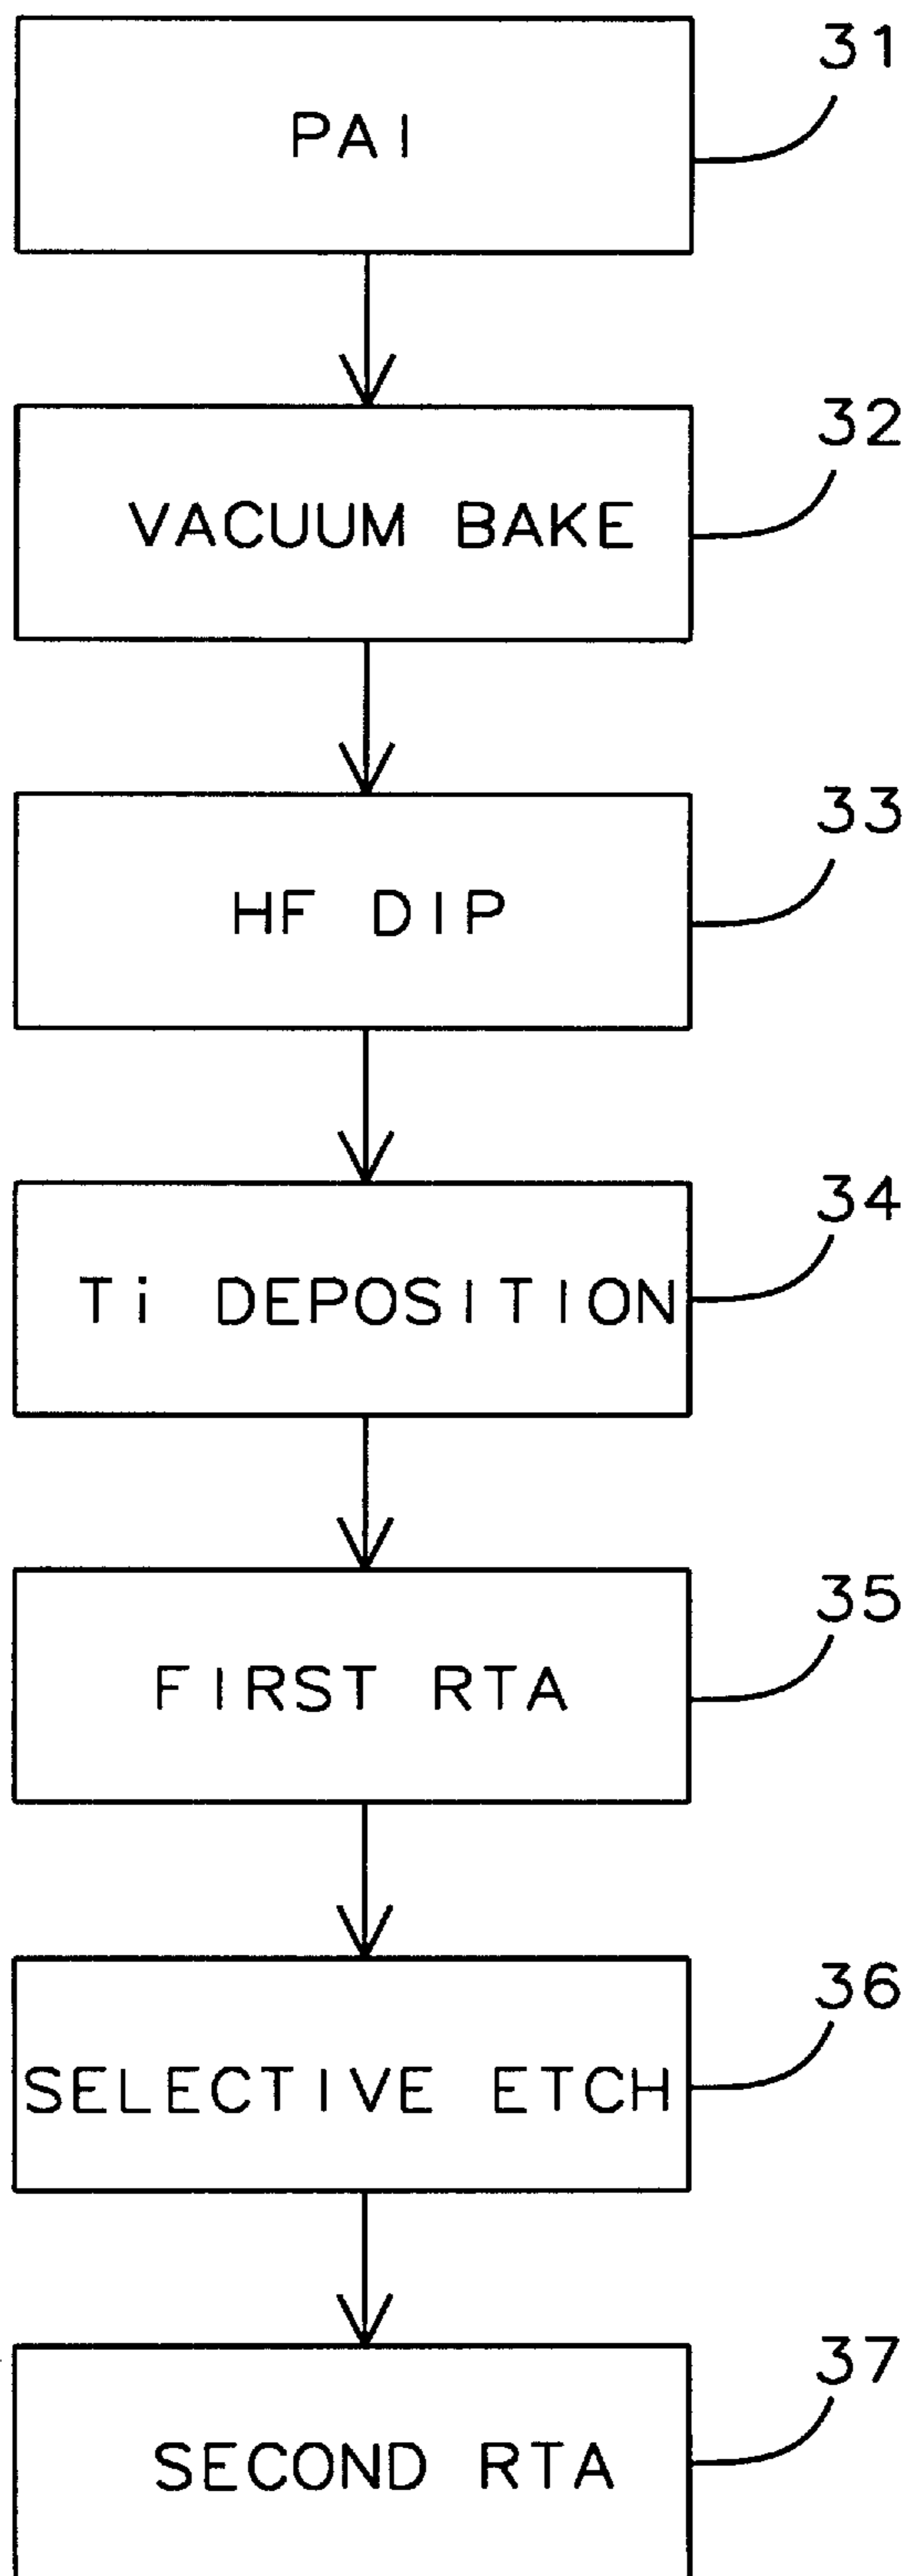 31
PAI
32
VACUUM BAKE
33
HF DIP
34
Ti DEPOSITION
35
FIRST RTA
36
SELECTIVE ETCH
37
SECOND RTA